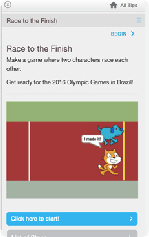 All Tips
Race to the Finish
BEGIN
Race to the Finish
Make a game where two characters race each
other.
Get ready for the 2016 Olympic Games in Brazil!
I made it!
Click here to start!